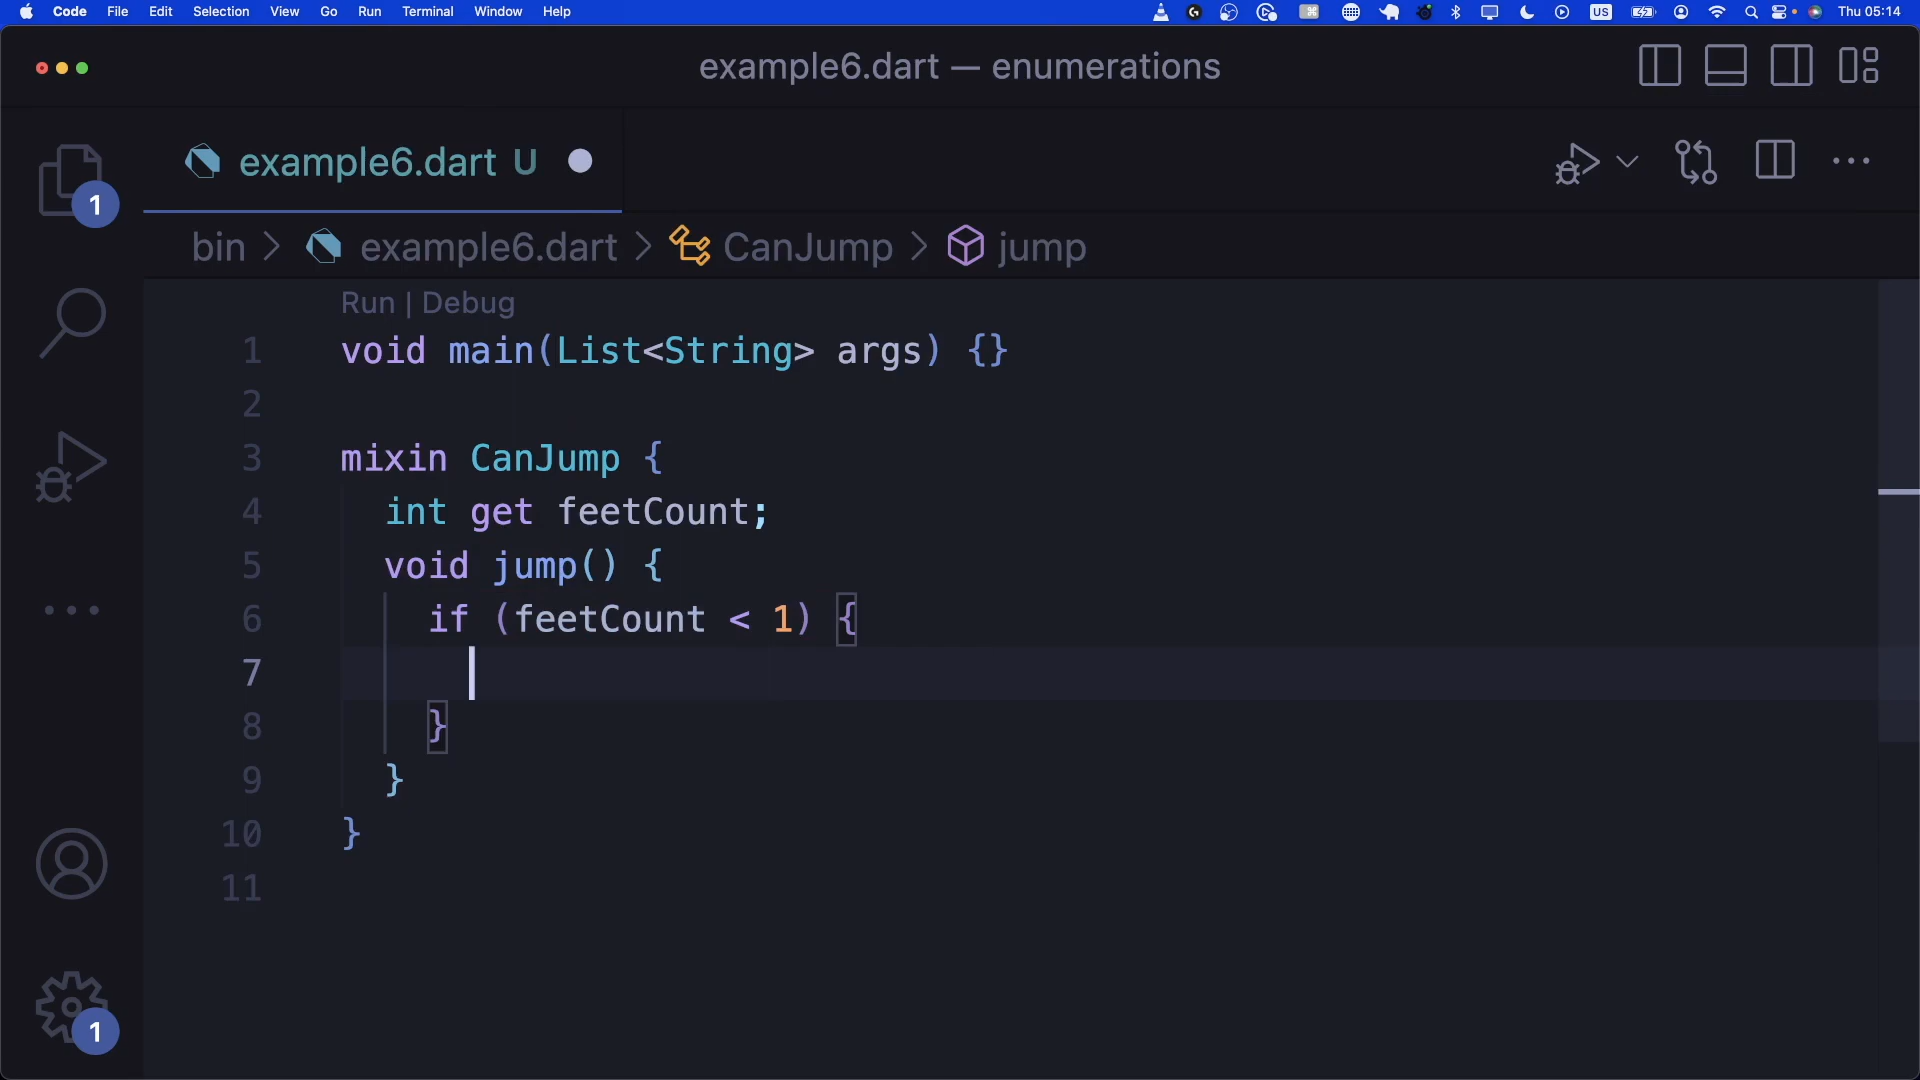 Code File Edit Selection View Go Run Terminal Window Help US Thu 05:14
example6.dart — enumerations
example6.dart U
1
bin > example6.dart > CanJump > jump
Run | Debug
1 void main(List<String> args) {}
2
3 mixin CanJump {
4 int get feetCount;
5 void jump() {
6 if (feetCount < 1) {
7
8 }
9 }
10 }
11
1